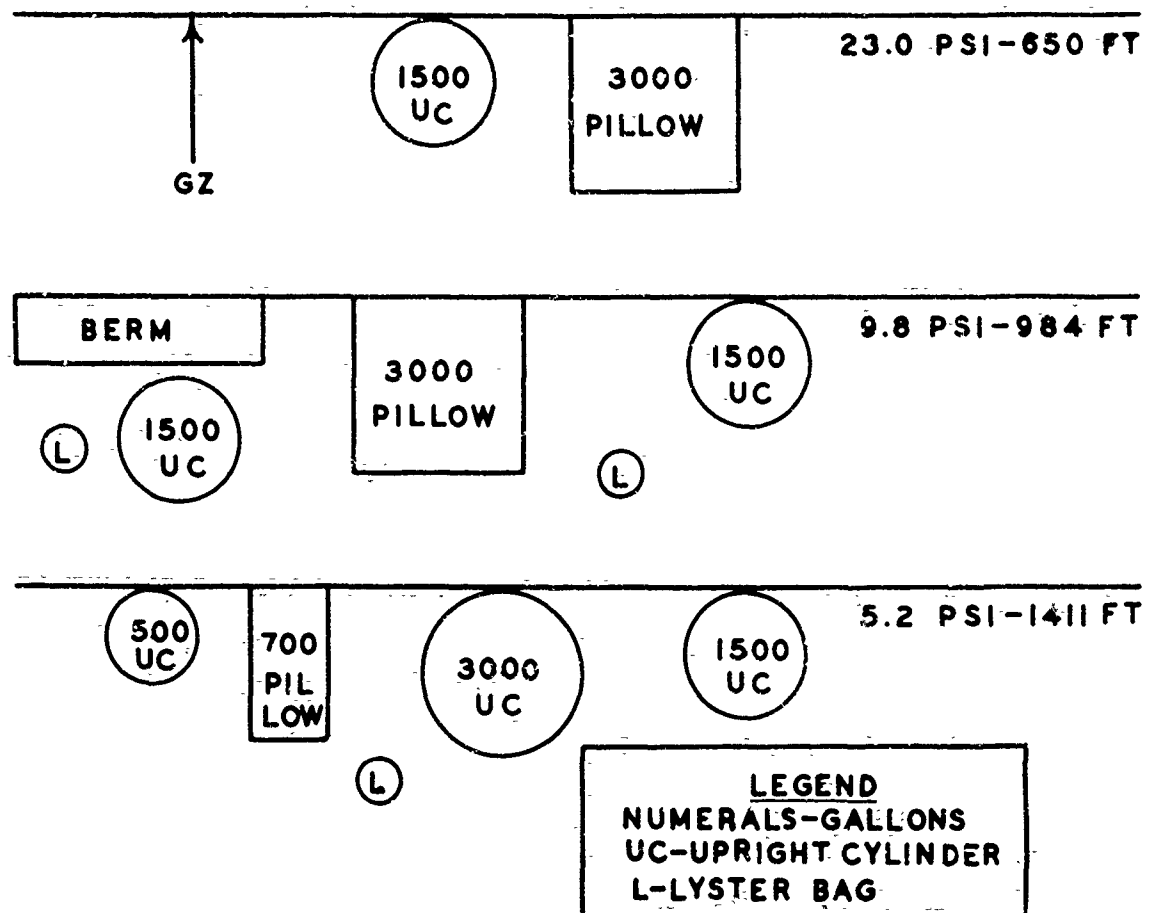 23.0 PSI-650 FT
1500
UC
3000
PILLOW
GZ
9.8 PSI-984 FT
BERM
1500
UC
L
3000
PILLOW
L
1500
UC
5.2 PSI-1411 FT
500
UC
700
PIL
LOW
3000
UC
1500
UC
L
LEGEND
NUMERALS-GALLONS
UC-UPRIGHT CYLINDER
L-LYSTER BAG